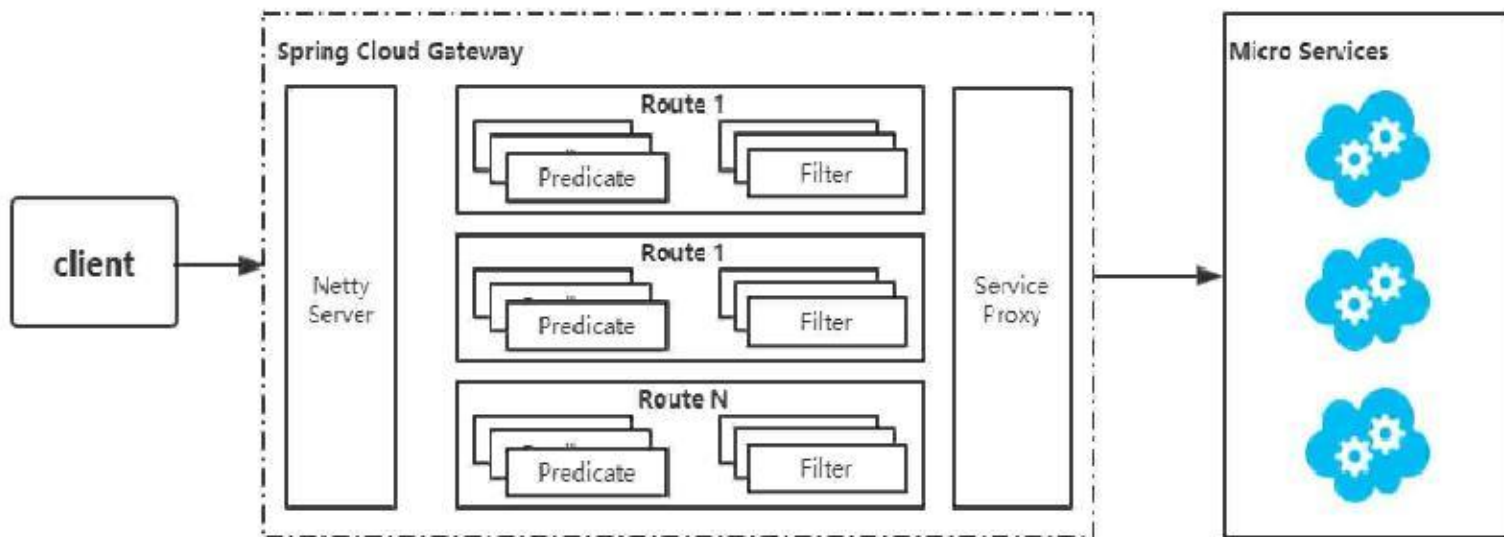 Spring Cloud Gateway
Micro Services
Route 1
Predicate
Filter
client
Netty
Server
Route 1
Predicate
Filter
Service
Proxy
Route N
Predicate
Filter